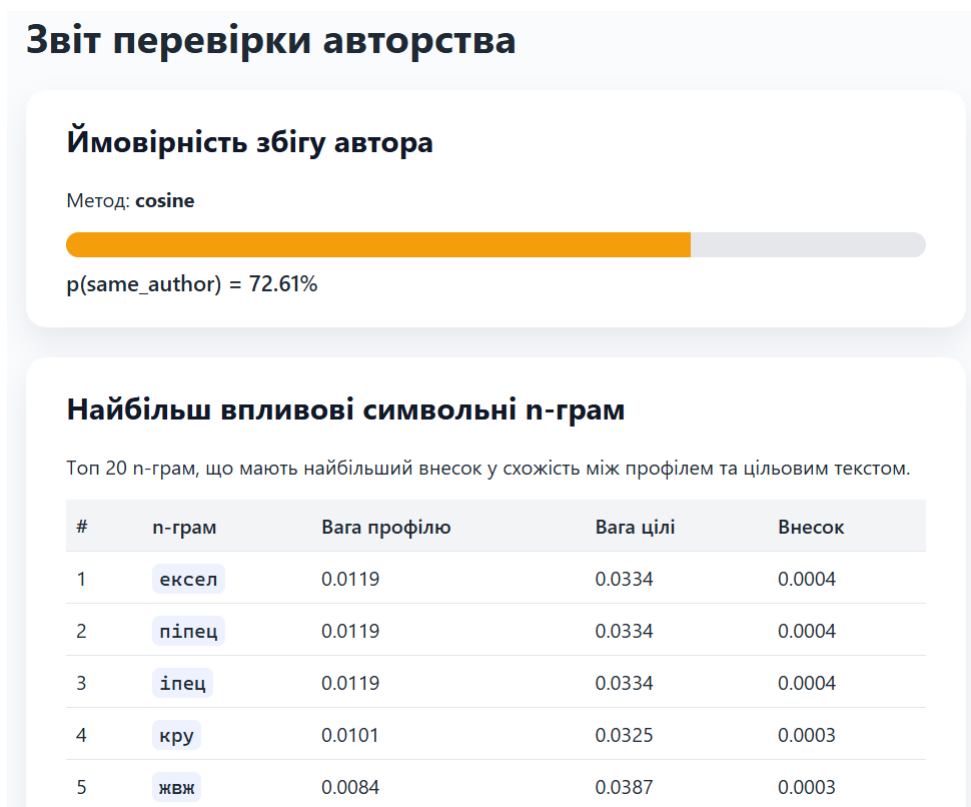 Звіт перевірки авторства
Ймовірність збігу автора
Метод: cosine
p(same_author) = 72.61%
Найбільш впливові символьні n-грам
Топ 20 n-грам, що мають найбільший внесок у схожість між профілем та цільовим текстом.
# n-грам Вага профілю Вага цілі Внесок
1 ексел 0.0119 0.0334 0.0004
2 піпец 0.0119 0.0334 0.0004
3 іпец 0.0119 0.0334 0.0004
4 кру 0.0101 0.0325 0.0003
5 жвж 0.0084 0.0387 0.0003